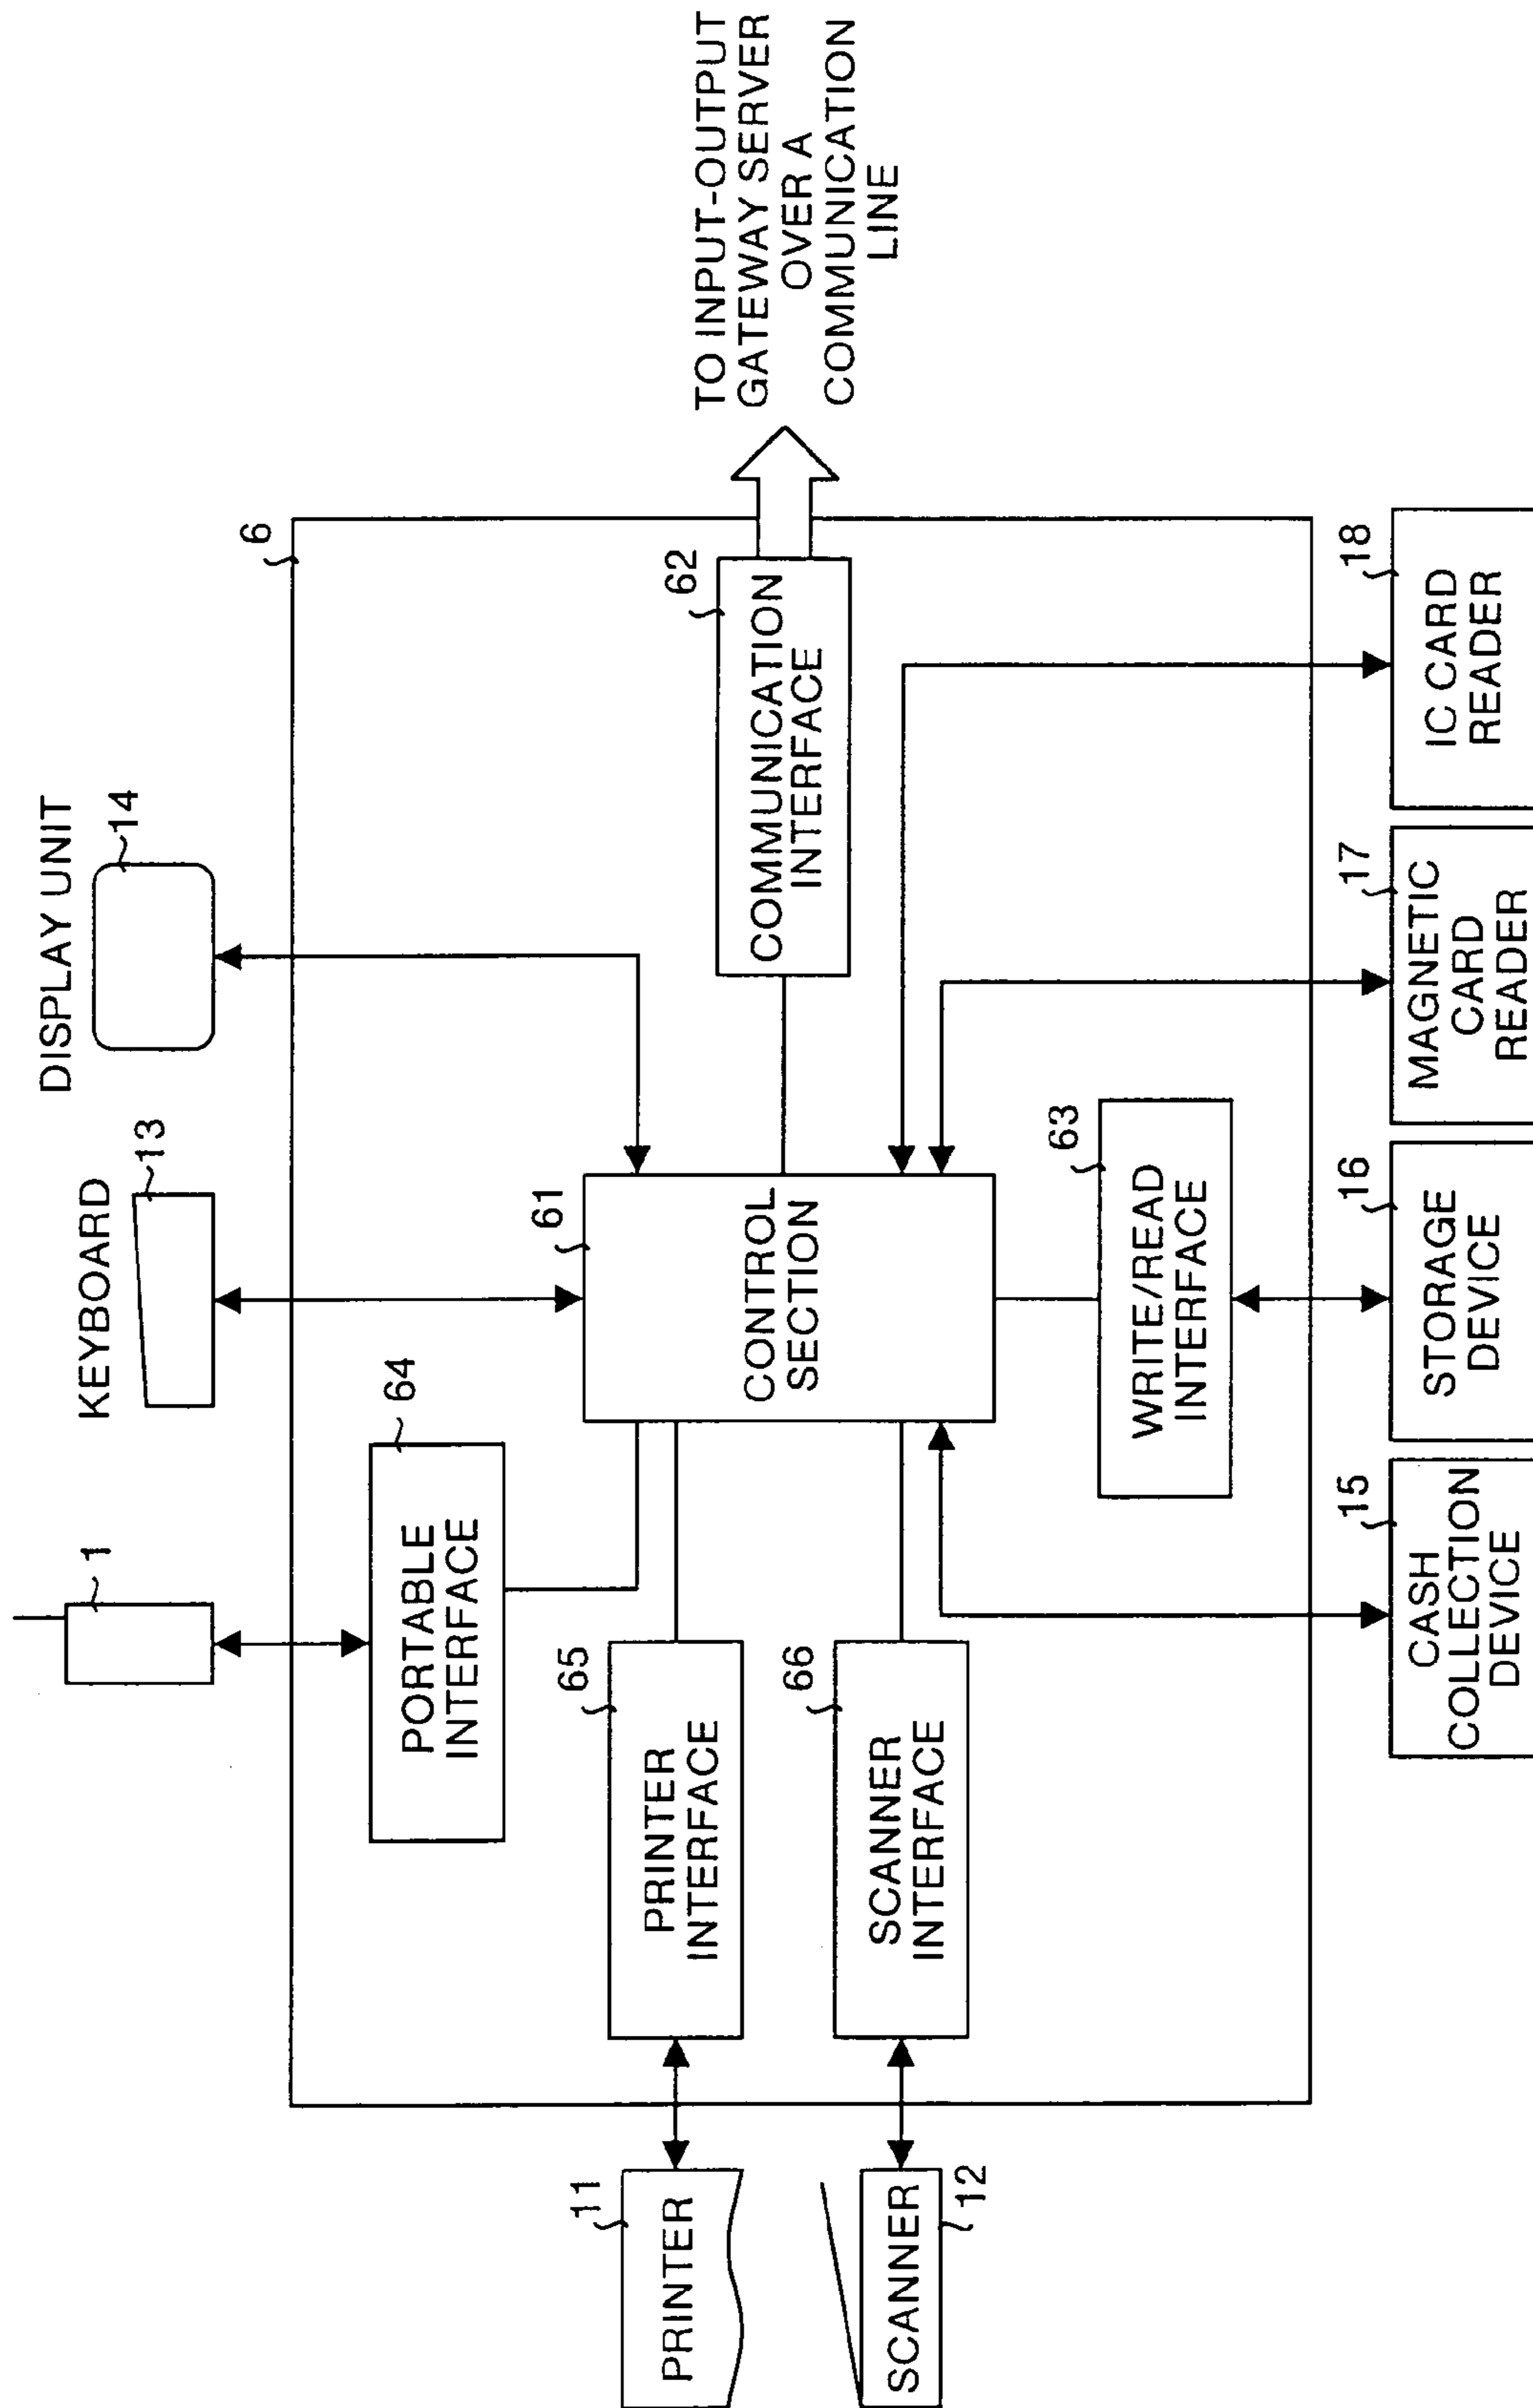 DISPLAY UNIT
14
KEYBOARD
13
1
6
64
PORTABLE
INTERFACE
61
CONTROL
SECTION
62
COMMUNICATION
INTERFACE
TO INPUT-OUTPUT
GATEWAY SERVER
OVER A
COMMUNICATION
LINE
11
PRINTER
65
PRINTER
INTERFACE
SCANNER
12
66
SCANNER
INTERFACE
63
WRITE/READ
INTERFACE
15
CASH
COLLECTION
DEVICE
16
STORAGE
DEVICE
17
MAGNETIC
CARD
READER
18
IC CARD
READER